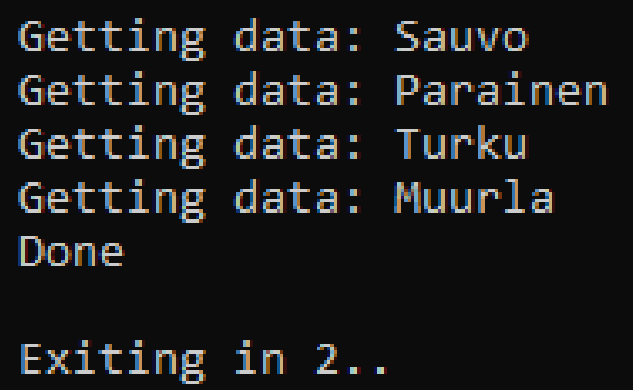 Getting data: Sauvo
Getting data: Parainen
Getting data: Turku
Getting data: Muurla
Done
Exiting in 2..